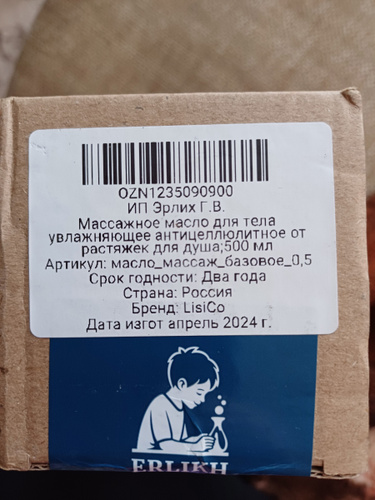 OZN1235090900
ИП Эрлих Г.В.
Массажное масло для тела
увлажняющее антицеллюлитное от
растяжек для душа;500 мл
Артикул: масло_массаж_базовое_0,5
Срок годности: Два года
Страна: Россия
Бренд: LisiCo
Дата изгот апрель 2024 г.
ERLIKH